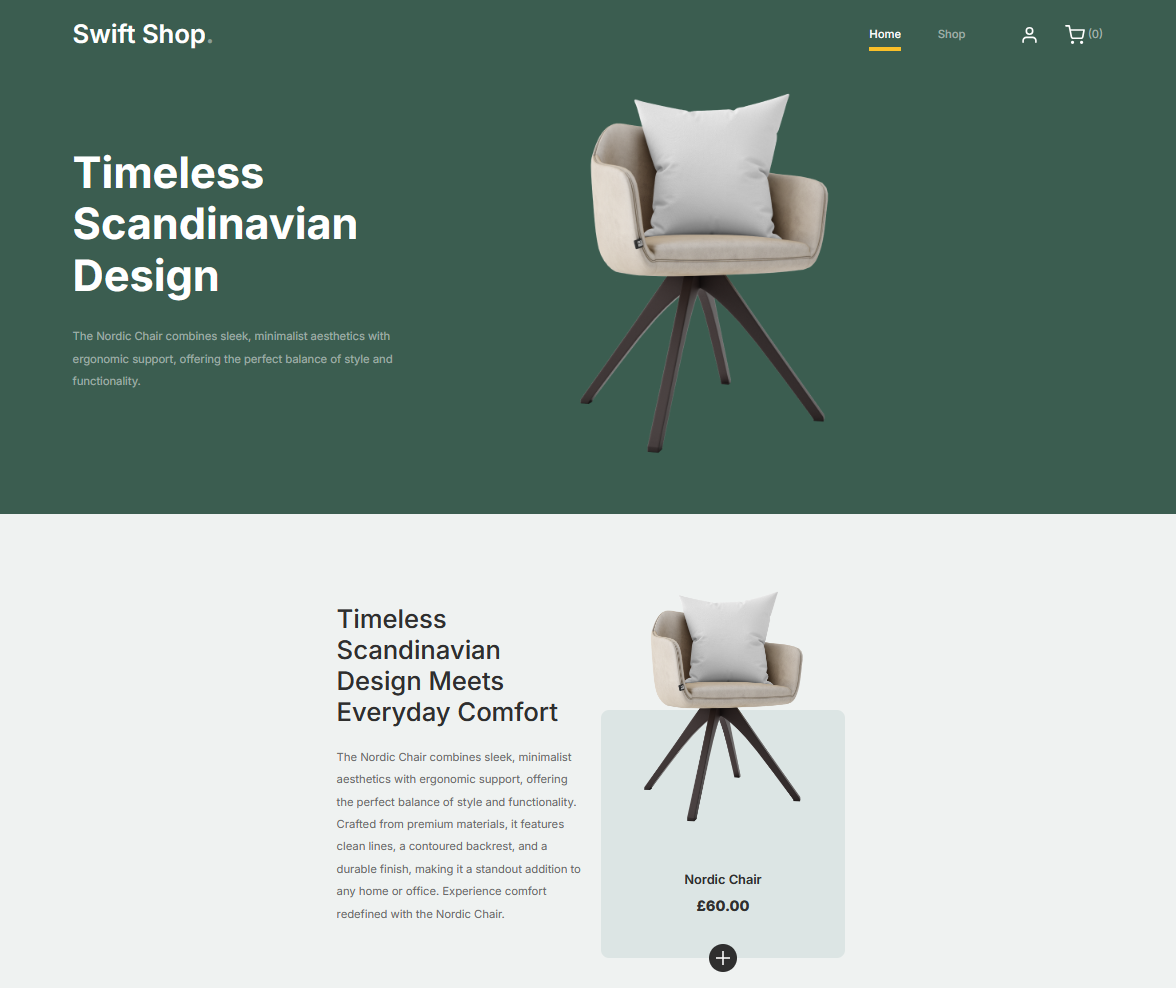 Swift Shop.
Home
Shop
(0)
Timeless
Scandinavian
Design
The Nordic Chair combines sleek, minimalist aesthetics with
ergonomic support, offering the perfect balance of style and
functionality.
Timeless
Scandinavian
Design Meets
Everyday Comfort
The Nordic Chair combines sleek, minimalist
aesthetics with ergonomic support, offering
the perfect balance of style and functionality.
Crafted from premium materials, it features
clean lines, a contoured backrest, and a
durable finish, making it a standout addition to
any home or office. Experience comfort
redefined with the Nordic Chair.
Nordic Chair
£60.00